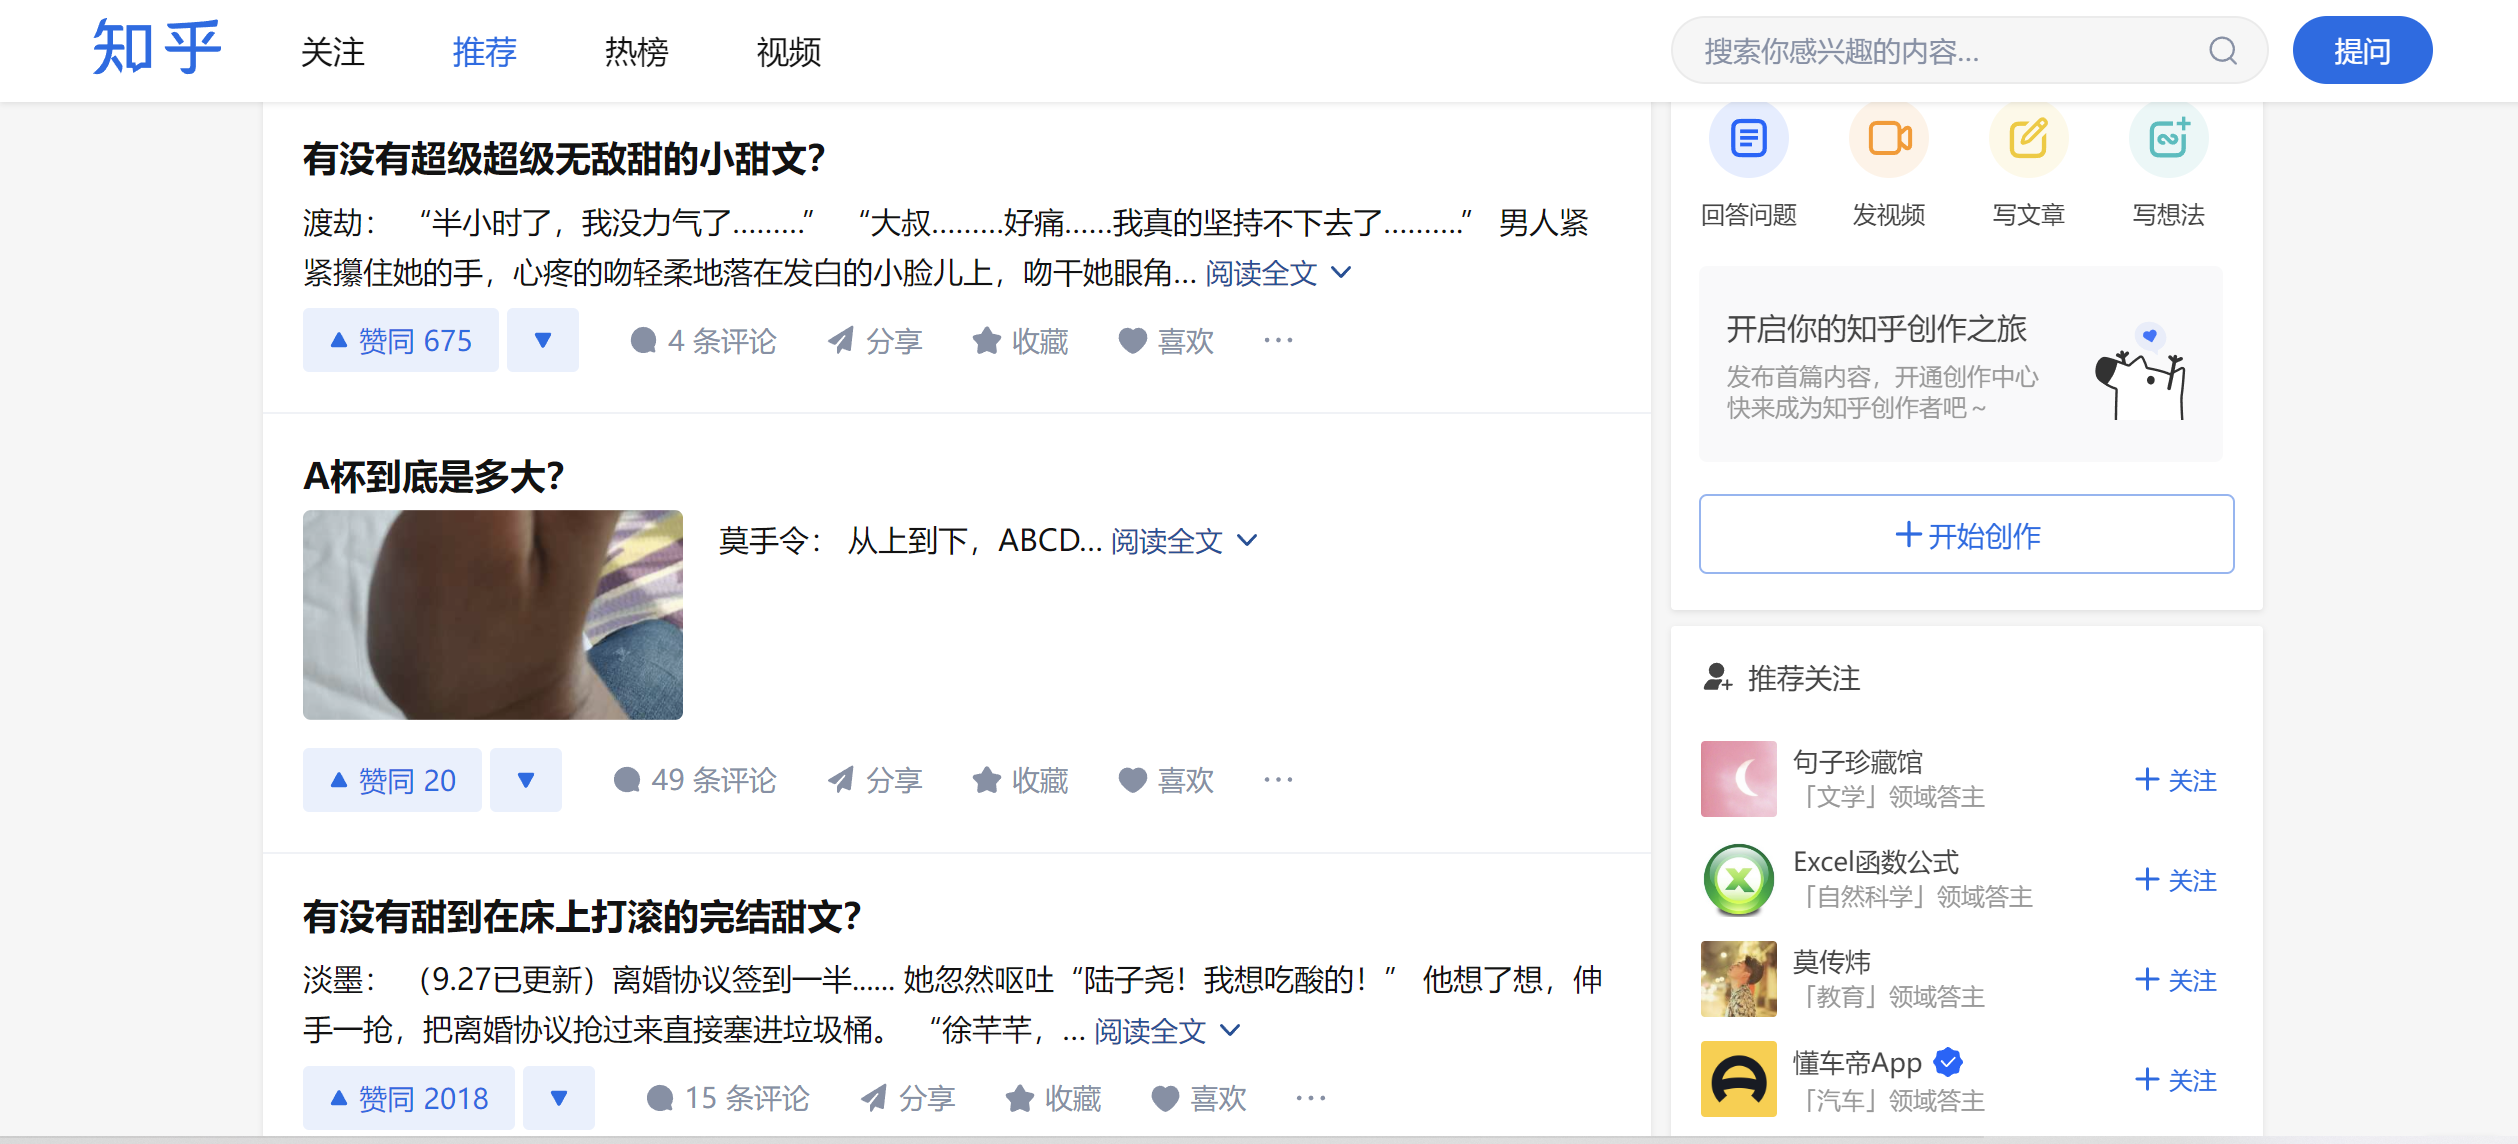 知乎 关注 推荐 热榜 视频 搜索你感兴趣的内容... 提问
有没有超级超级无敌甜的小甜文？
渡劫： “半小时了，我没力气了.........” “大叔.........好痛......我真的坚持不下去了..........” 男人紧
紧攥住她的手，心疼的吻轻柔地落在发白的小脸儿上，吻干她眼角... 阅读全文
赞同 675 4 条评论 分享 收藏 喜欢 ···
A杯到底是多大？
莫手令： 从上到下，ABCD... 阅读全文
赞同 20 49 条评论 分享 收藏 喜欢 ···
有没有甜到在床上打滚的完结甜文？
淡墨： （9.27已更新）离婚协议签到一半...... 她忽然呕吐“陆子尧！我想吃酸的！” 他想了想，伸
手一抢，把离婚协议抢过来直接塞进垃圾桶。 “徐芊芊，... 阅读全文
赞同 2018 15 条评论 分享 收藏 喜欢 ···
回答问题 发视频 写文章 写想法
开启你的知乎创作之旅
发布首篇内容，开通创作中心
快来成为知乎创作者吧～
开始创作
推荐关注
句子珍藏馆
「文学」领域答主
关注
Excel函数公式
「自然科学」领域答主
关注
莫传炜
「教育」领域答主
关注
懂车帝App
「汽车」领域答主
关注